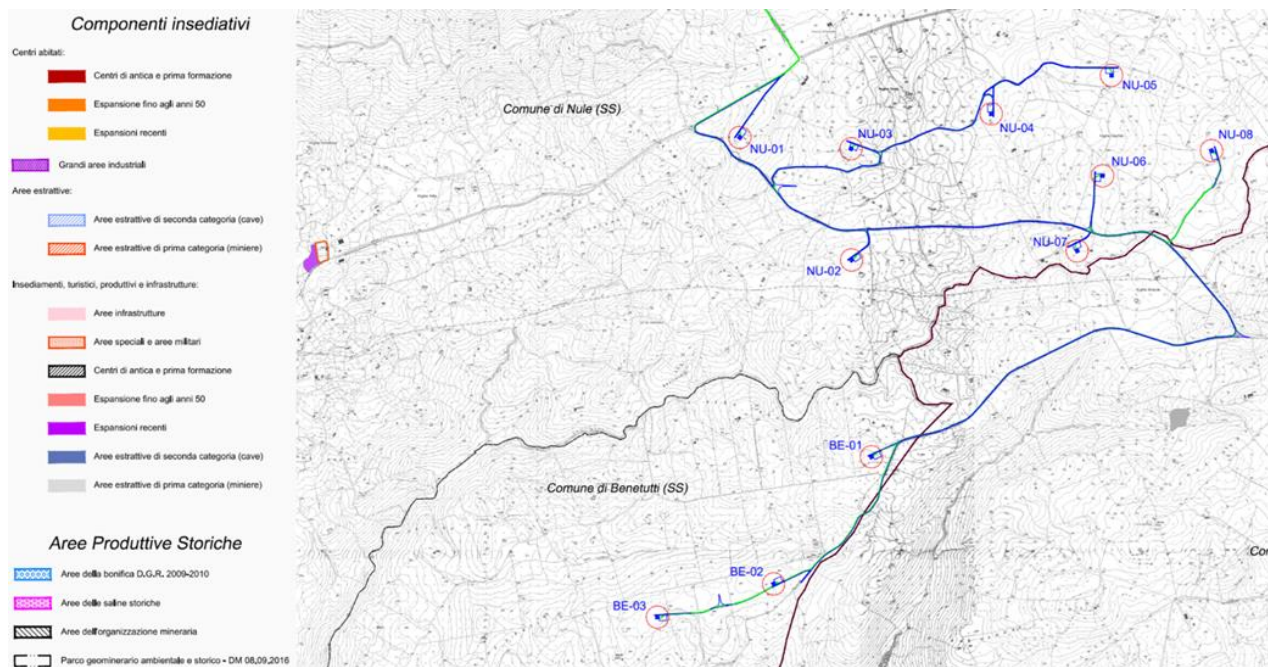 Componenti insediativi
Centri abitati:
Centri di antica e prima formazione
Espansione fino agli anni 50
Espansioni recenti
Grandi aree industriali
Aree estrattive:
Aree estrattive di seconda categoria (cave)
Aree estrattive di prima categoria (miniere)
Insediamenti, turistici, produttivi e infrastrutture:
Aree infrastrutture
Aree speciali e aree militari
Centri di antica e prima formazione
Espansione fino agli anni 50
Espansioni recenti
Aree estrattive di seconda categoria (cave)
Aree estrattive di prima categoria (miniere)
Aree Produttive Storiche
Aree della bonifica D.G.R. 2009-2010
Aree delle saline storiche
Aree dell'organizzazione mineraria
Parco geominerario ambientale e storico - DM 08,09,2016
Comune di Nule (SS)
NU-05
NU-04
NU-03
NU-01
NU-08
NU-06
NU-07
NU-02
BE-01
Comune di Benetutti (SS)
BE-02
BE-03